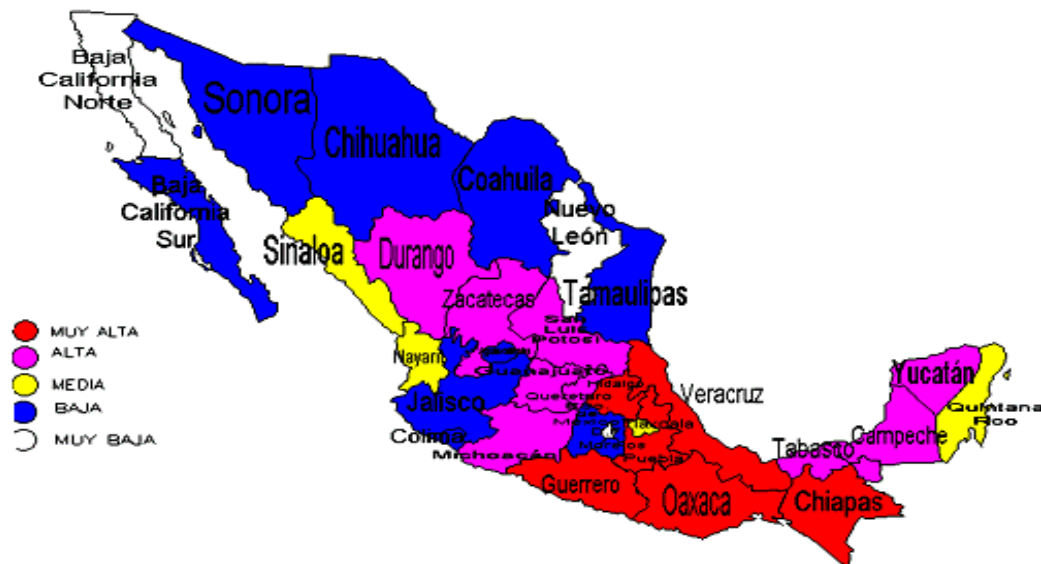 Baja
California
Norte
Sonora
Chihuahua
Coahuila
Baja
California
Sur
Nuevo
León
Sinaloa
Durango
Tamaulipas
Zacatecas
San
Luis
Potosí
MUY ALTA
ALTA
MEDIA
BAJA
MUY BAJA
Nayarit
Guanajuato
Hidalgo
Queretaro
Veracruz
Yucatán
Quintana
Roo
Jalisco
Mexico
Tlaxcala
D.F.
Colima
Morelos
Campeche
Tabasco
Michoacán
Puebla
Guerrero
Oaxaca
Chiapas